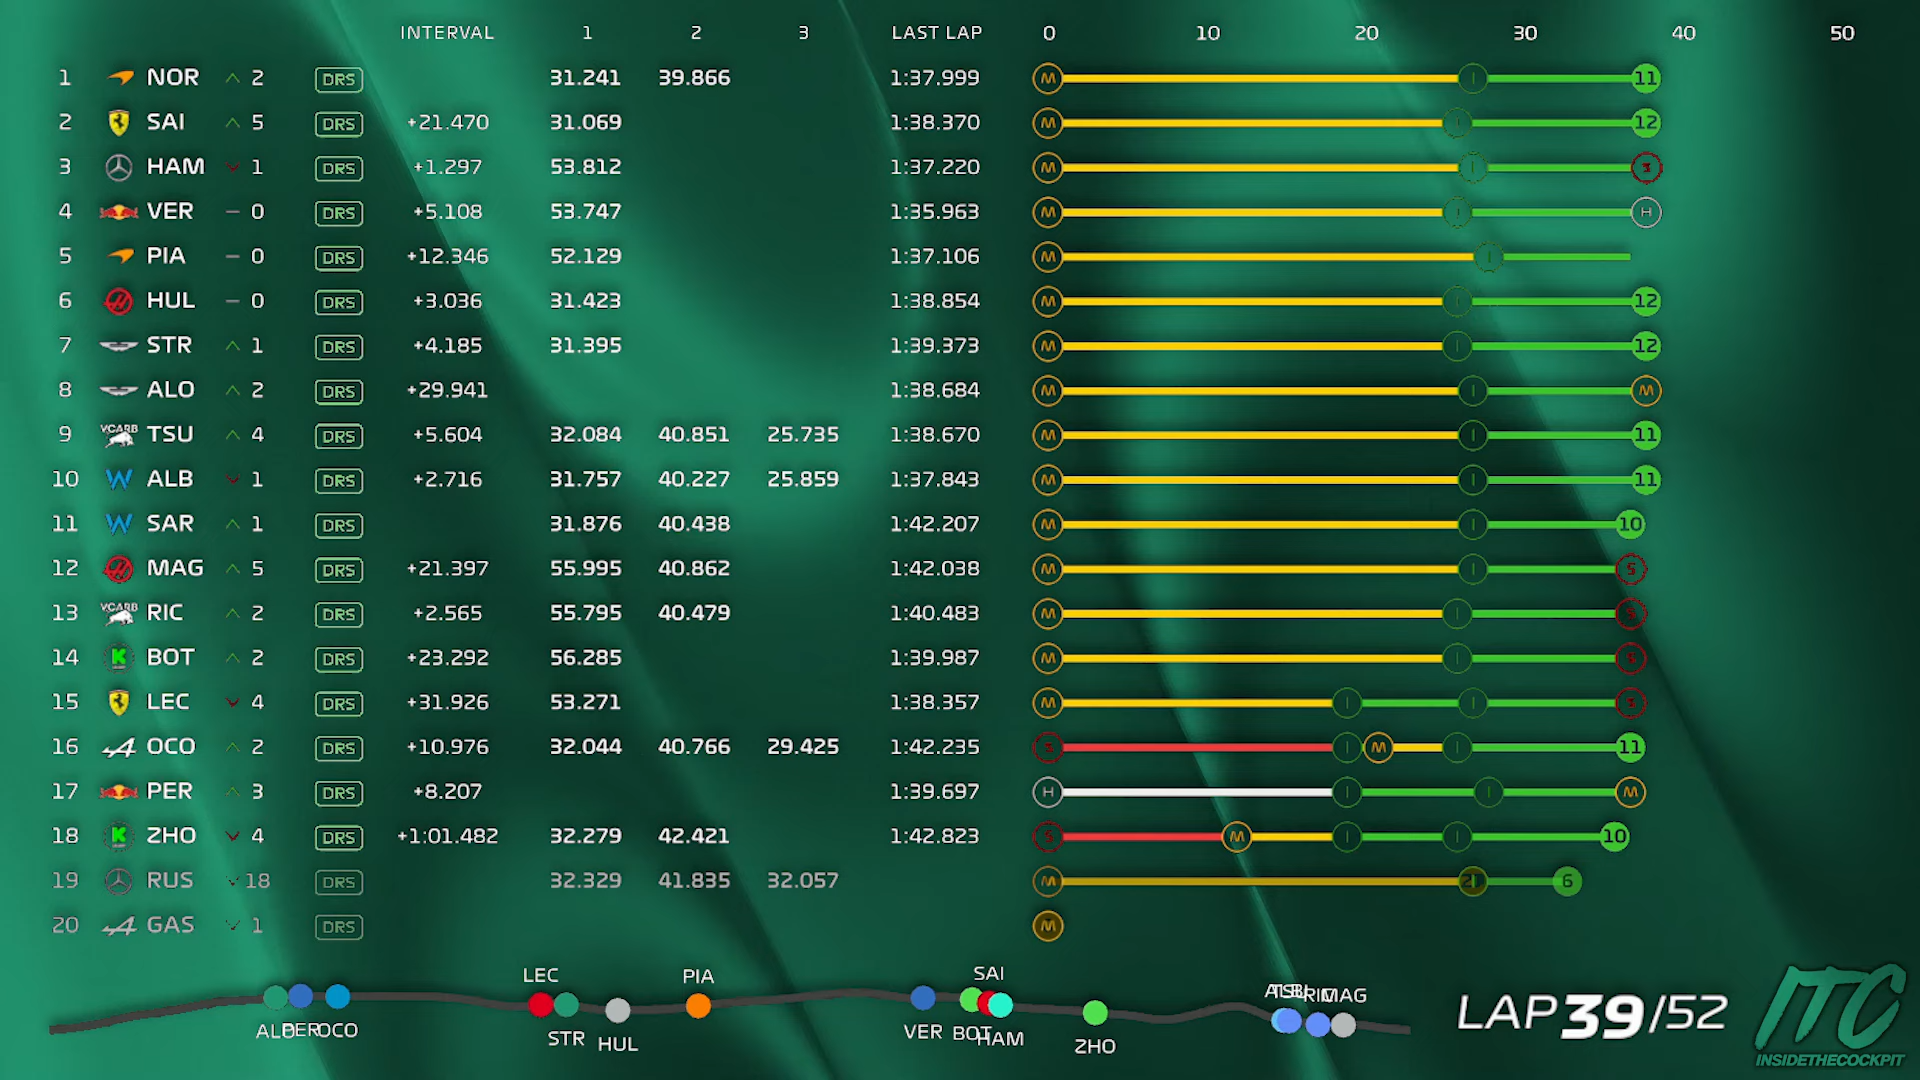 INTERVAL 1 2 3 LAST LAP 0 10 20 30 40 50
1 NOR 2 DRS 31.241 39.866 1:37.999 M I 11
2 SAI 5 DRS +21.470 31.069 1:38.370 M I 12
3 HAM 1 DRS +1.297 53.812 1:37.220 M I S
4 VER 0 DRS +5.108 53.747 1:35.963 M I H
5 PIA 0 DRS +12.346 52.129 1:37.106 M I
6 HUL 0 DRS +3.036 31.423 1:38.854 M I 12
7 STR 1 DRS +4.185 31.395 1:39.373 M I 12
8 ALO 2 DRS +29.941 1:38.684 M I M
9 VCARB TSU 4 DRS +5.604 32.084 40.851 25.735 1:38.670 M I 11
10 ALB 1 DRS +2.716 31.757 40.227 25.859 1:37.843 M I 11
11 SAR 1 DRS 31.876 40.438 1:42.207 M I 10
12 MAG 5 DRS +21.397 55.995 40.862 1:42.038 M I S
13 VCARB RIC 2 DRS +2.565 55.795 40.479 1:40.483 M I S
14 K BOT 2 DRS +23.292 56.285 1:39.987 M I S
15 LEC 4 DRS +31.926 53.271 1:38.357 M I I S
16 OCO 2 DRS +10.976 32.044 40.766 29.425 1:42.235 S I M I 11
17 PER 3 DRS +8.207 1:39.697 H I I M
18 K ZHO 4 DRS +1:01.482 32.279 42.421 1:42.823 S M I I 10
19 RUS 18 DRS 32.329 41.835 32.057 M I 6
20 GAS 1 DRS M
LEC PIA SAI
ALO PER OCO STR HUL VER BOT HAM ZHO ALB TSU RIC MAG
LAP 39/52
ITC
INSIDETHECOCKPIT